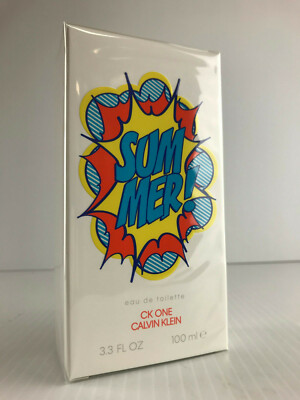 SUM
MER!
eau de toilette
CK ONE
CALVIN KLEIN
3.3 FL OZ 100 ml ℮